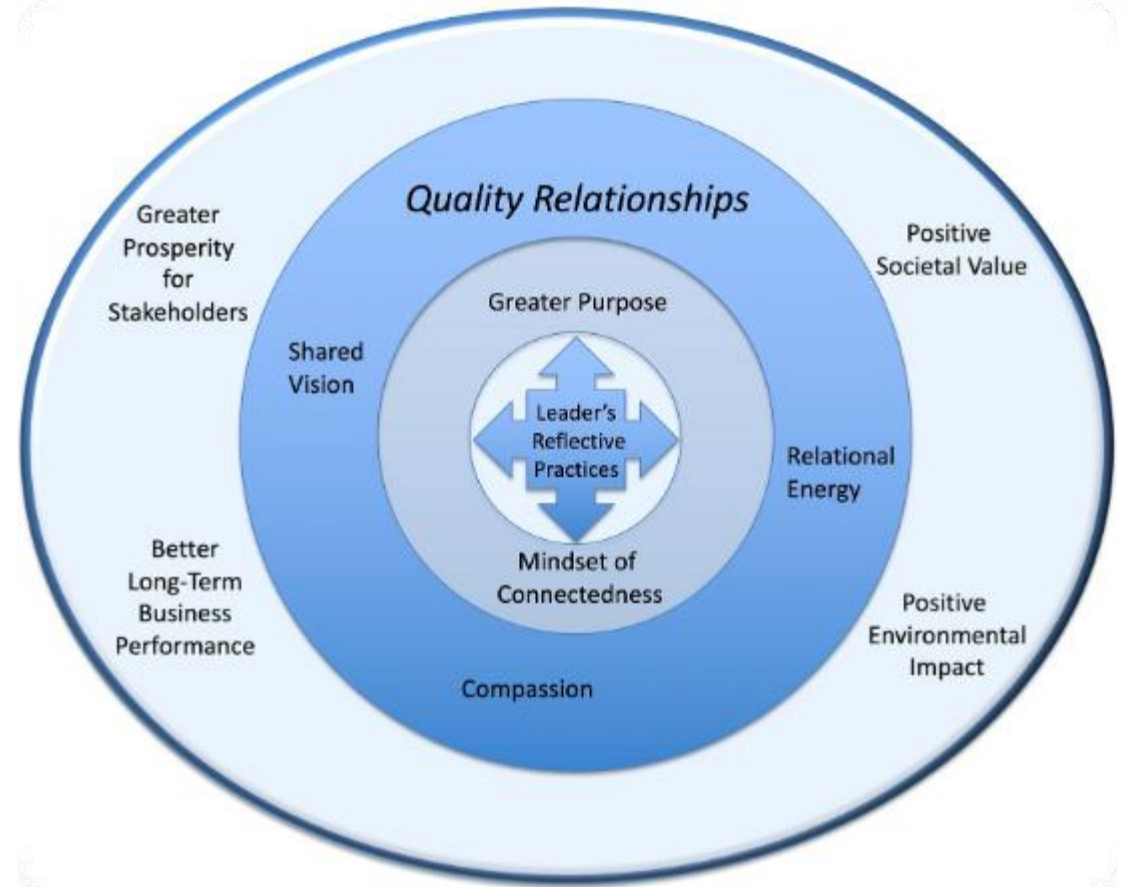 Quality Relationships
Greater
Prosperity
for
Stakeholders
Positive
Societal Value
Greater Purpose
Shared
Vision
Leader's
Reflective
Practices
Relational
Energy
Mindset of
Connectedness
Better
Long-Term
Business
Performance
Positive
Environmental
Impact
Compassion